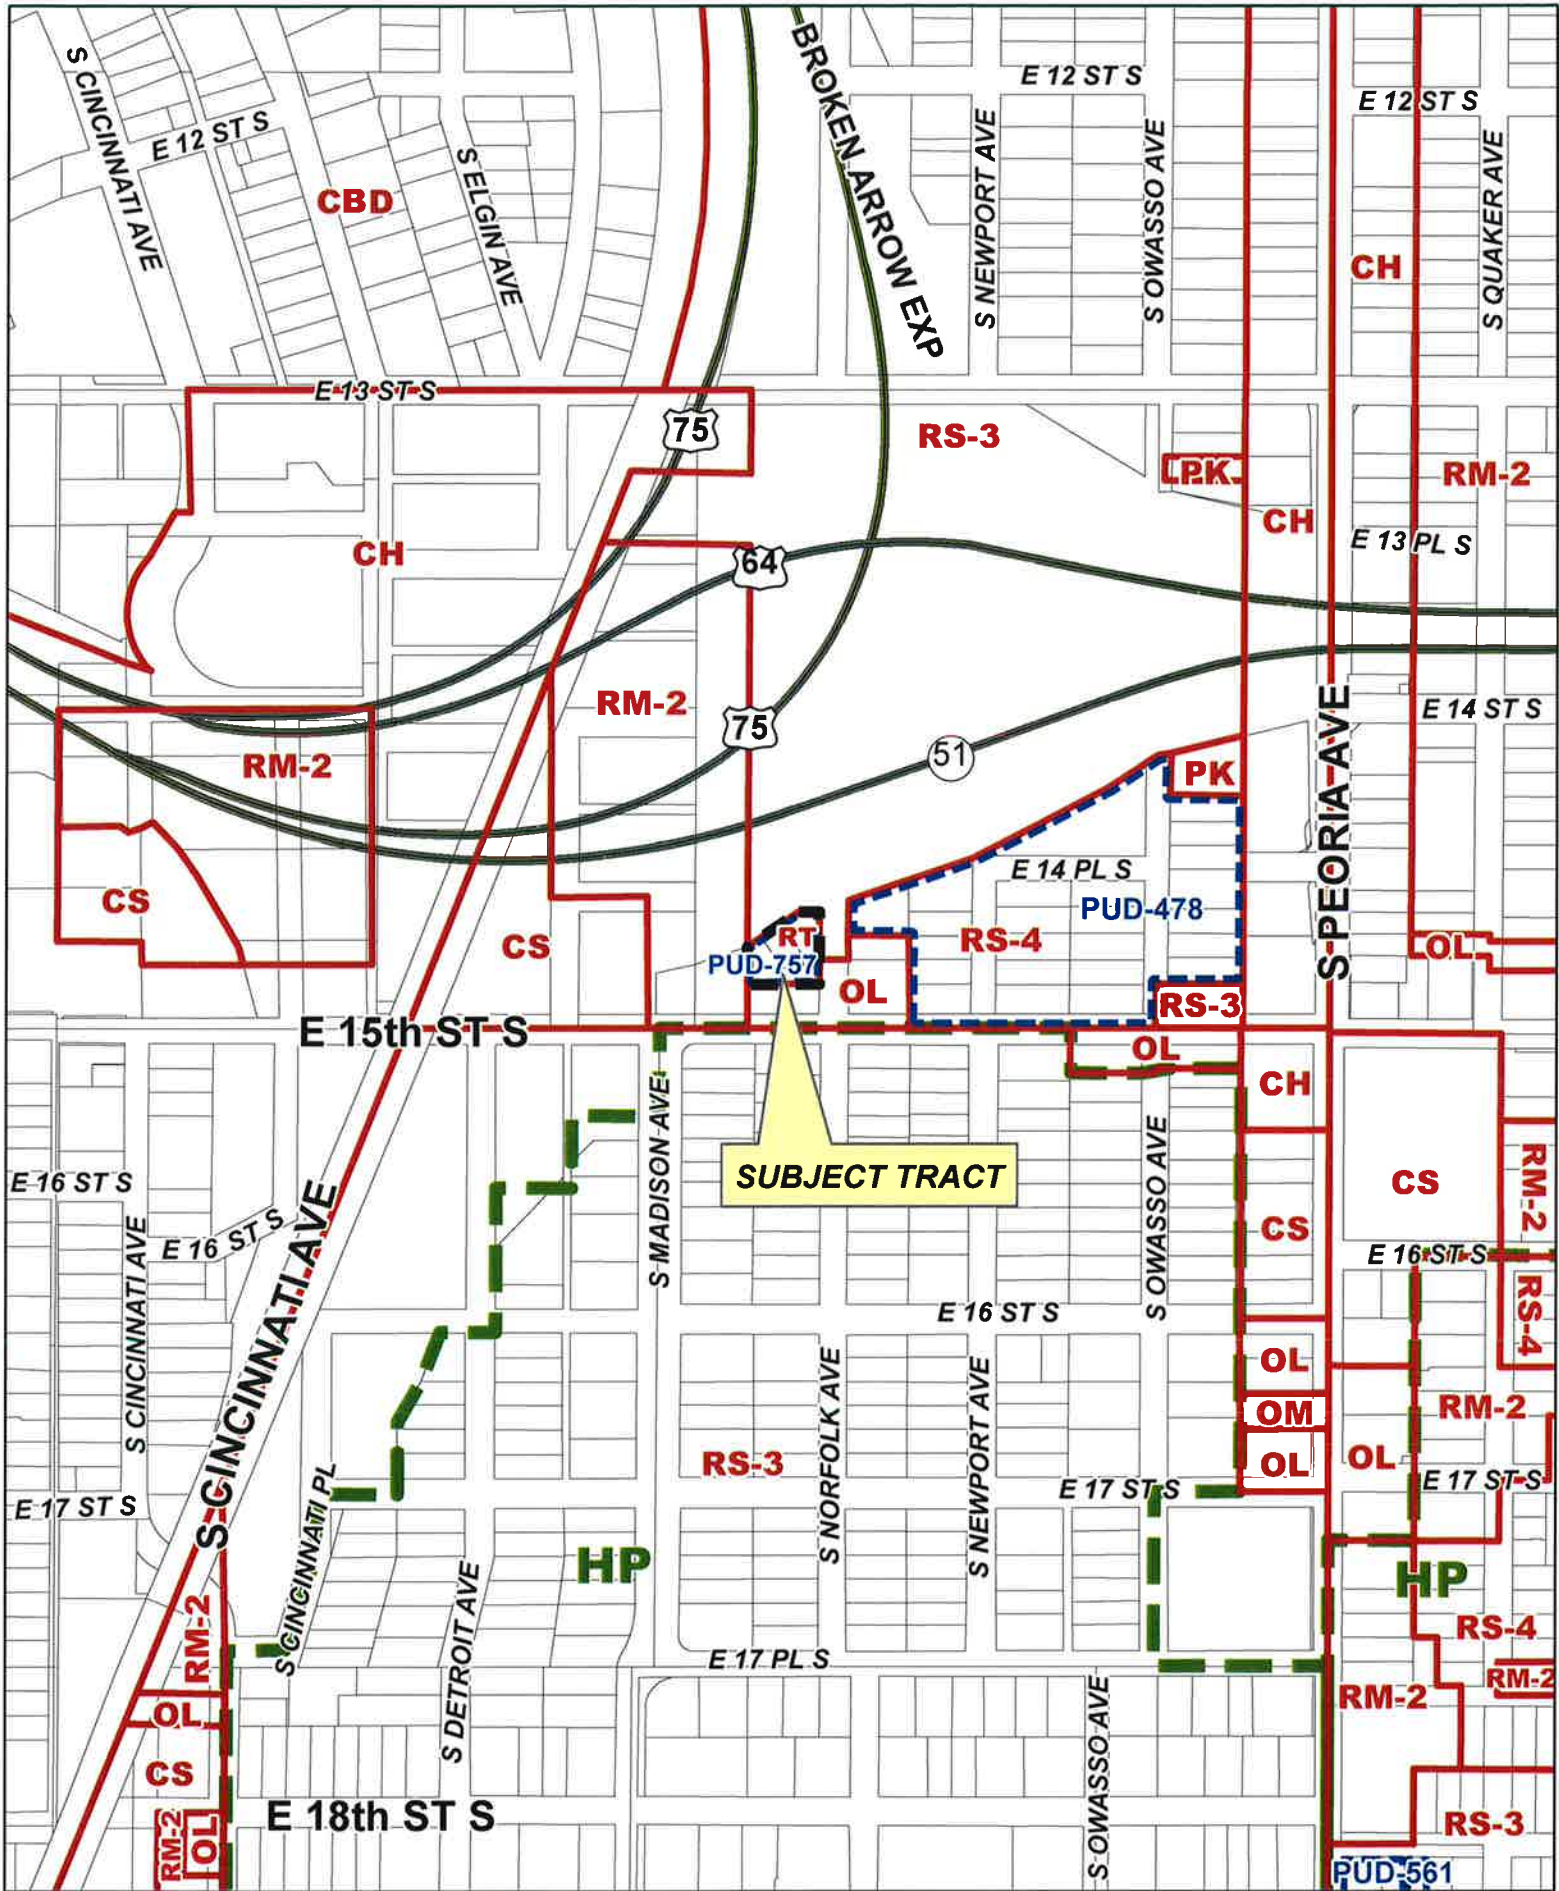 S CINCINNATI AVE
E 12 ST S
CBD
S ELGIN AVE
BROKEN ARROW EXP
E 12 ST S
S NEWPORT AVE
S OWASSO AVE
E 12 ST S
CH
S QUAKER AVE
E 13 ST S
75
RS-3
PK
RM-2
CH
CH
E 13 PL S
64
RM-2
75
51
RM-2
PK
S PEORIA AVE
E 14 ST S
E 14 PL S
PUD-478
CS
CS
RT
PUD-757
RS-4
OL
OL
RS-3
E 15th ST S
OL
CH
S MADISON AVE
SUBJECT TRACT
S OWASSO AVE
CS
RM-2
E 16 ST S
E 16 ST S
S CINCINNATI AVE
S CINCINNATI AVE
CS
E 16 ST S
RS-4
E 16 ST S
OL
OM
OL
OL
RM-2
RS-3
S NORFOLK AVE
S NEWPORT AVE
E 17 ST S
E 17 ST S
E 17 ST S
S CINCINNATI PL
HP
S DETROIT AVE
HP
RM-2
RS-4
E 17 PL S
RM-2
RM-2
OL
S OWASSO AVE
CS
E 18th ST S
RM-2
OL
RS-3
PUD-561